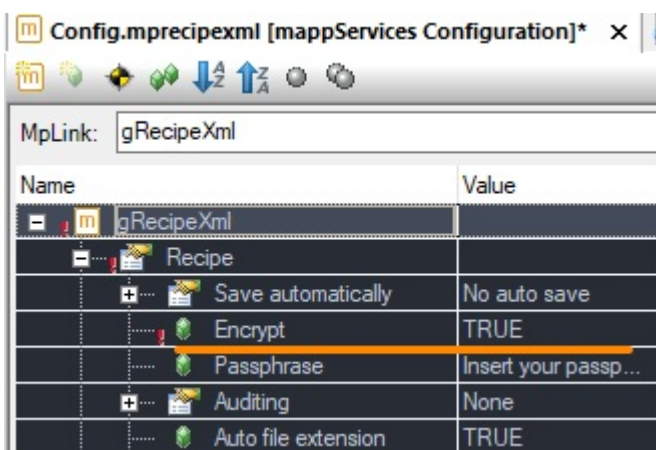 Config.mprecipexml [mappServices Configuration]* x
MpLink: gRecipeXml
Name Value
gRecipeXml
Recipe
Save automatically No auto save
Encrypt TRUE
Passphrase Insert your passp...
Auditing None
Auto file extension TRUE